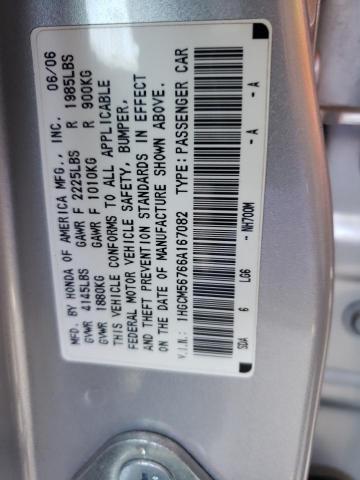 MFD. BY HONDA OF AMERICA MFG., INC. 06/06
GVWR 4145LBS GAWR F 2225LBS R 1985LBS
GVWR 1880KG GAWR F 1010KG R 900KG
THIS VEHICLE CONFORMS TO ALL APPLICABLE
FEDERAL MOTOR VEHICLE SAFETY, BUMPER,
AND THEFT PREVENTION STANDARDS IN EFFECT
ON THE DATE OF MANUFACTURE SHOWN ABOVE.
V.I.N.: 1HGCM56766A167082 TYPE: PASSENGER CAR
SDA 6 LG6 NH700M - A - A